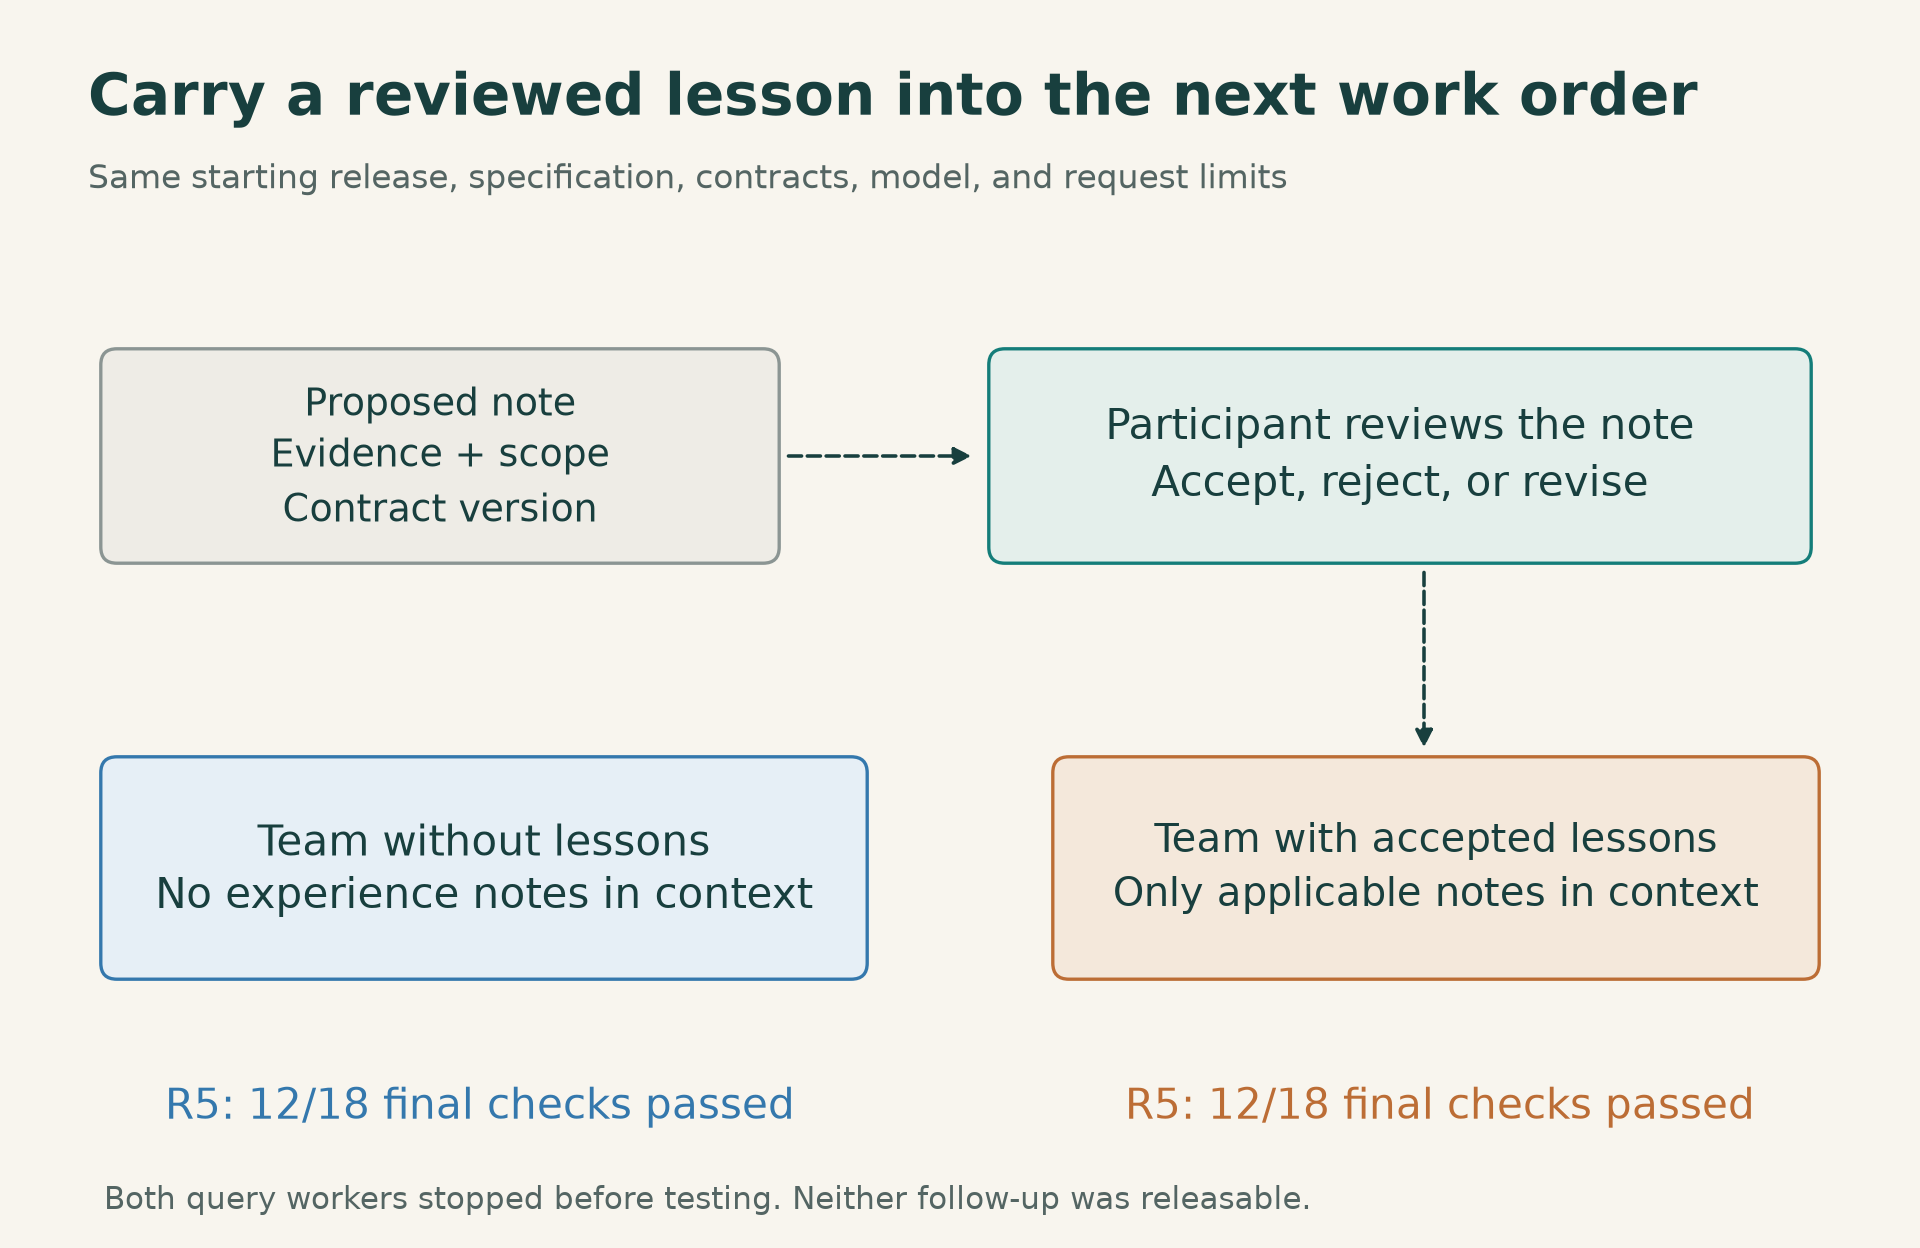 Carry a reviewed lesson into the next work order
Same starting release, specification, contracts, model, and request limits
Proposed note
Evidence + scope
Contract version
Participant reviews the note
Accept, reject, or revise
Team without lessons
No experience notes in context
Team with accepted lessons
Only applicable notes in context
R5: 12/18 final checks passed
R5: 12/18 final checks passed
Both query workers stopped before testing. Neither follow-up was releasable.